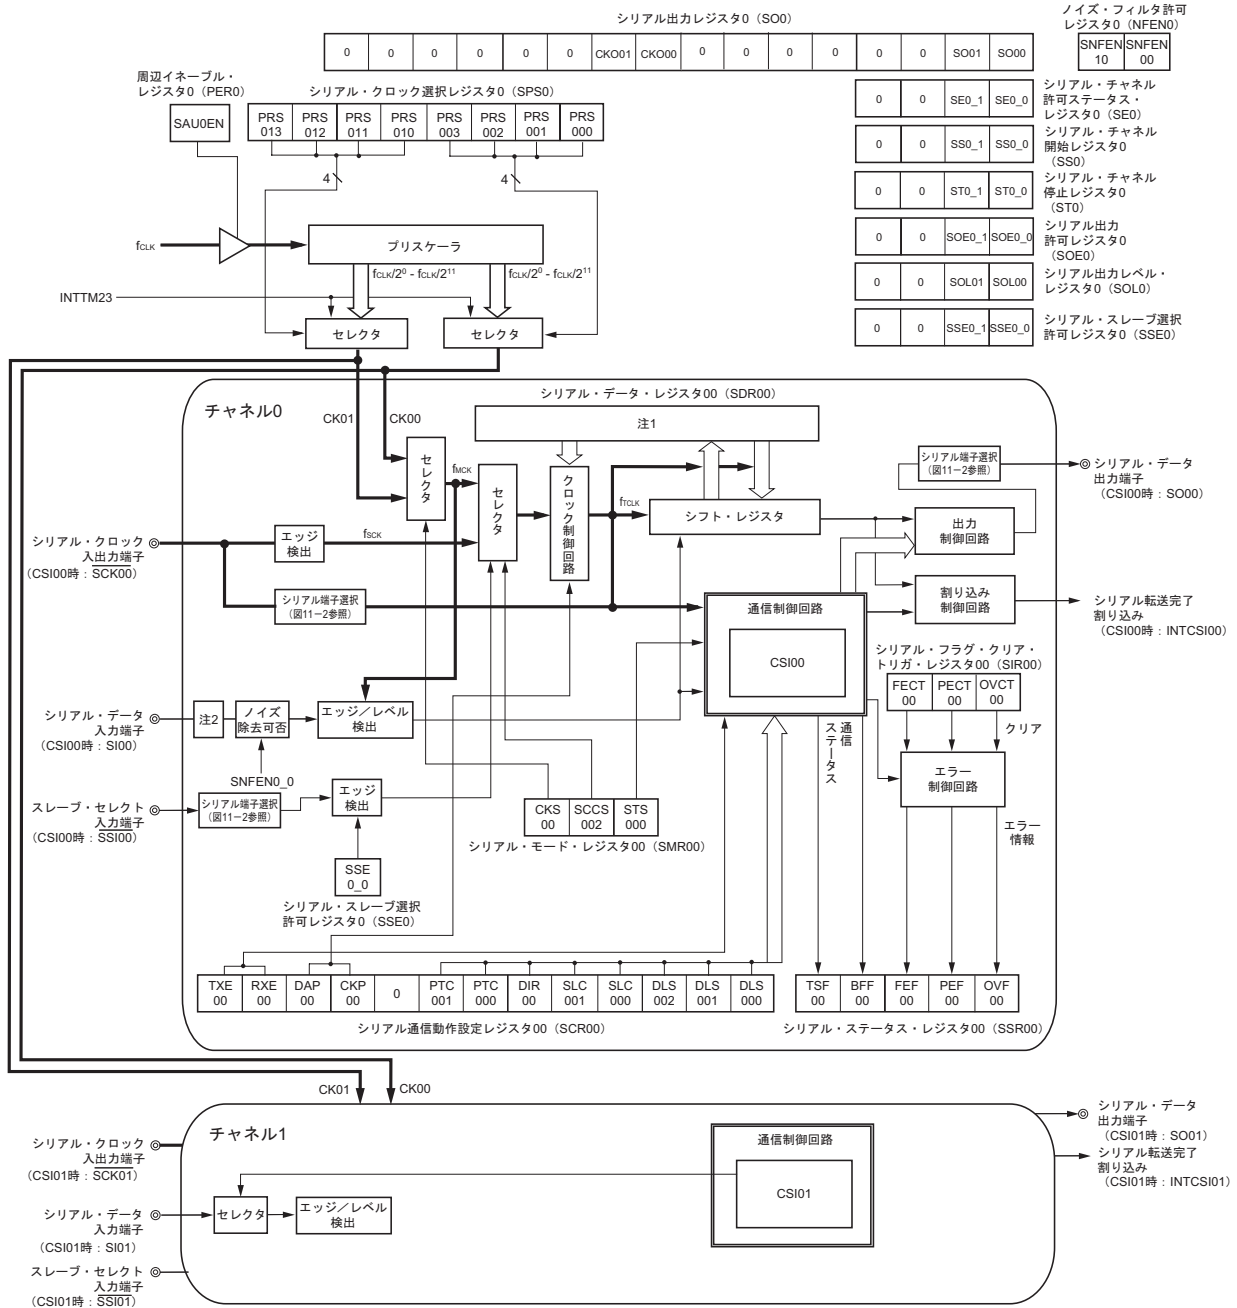 シリアル出力レジスタ0（SO0）
0 0 0 0 0 0 CKO01 CKO00 0 0 0 0 0 0 SO01 SO00
ノイズ・フィルタ許可
レジスタ0（NFEN0）
SNFEN
10
SNFEN
00
周辺イネーブル・
レジスタ0（PER0）
SAU0EN
シリアル・クロック選択レジスタ0（SPS0）
PRS
013
PRS
012
PRS
011
PRS
010
PRS
003
PRS
002
PRS
001
PRS
000
4
4
0 0 SE0_1 SE0_0
シリアル・チャネル
許可ステータス・
レジスタ0（SE0）
0 0 SS0_1 SS0_0
シリアル・チャネル
開始レジスタ0
（SS0）
0 0 ST0_1 ST0_0
シリアル・チャネル
停止レジスタ0
（ST0）
0 0 SOE0_1 SOE0_0
シリアル出力
許可レジスタ0
（SOE0）
0 0 SOL01 SOL00
シリアル出力レベル・
レジスタ0（SOL0）
0 0 SSE0_1 SSE0_0
シリアル・スレーブ選択
許可レジスタ0（SSE0）
fCLK
プリスケーラ
fCLK/2⁰ - fCLK/2¹¹
fCLK/2⁰ - fCLK/2¹¹
INTTM23
セレクタ
セレクタ
チャネル0
CK01
CK00
シリアル・データ・レジスタ00（SDR00）
注1
セレクタ
fMCK
セレクタ
クロック制御回路
fTCLK
シフト・レジスタ
シリアル端子選択
（図11－2参照）
シリアル・データ
出力端子
（CSI00時：SO00）
出力
制御回路
シリアル・クロック
入出力端子
（CSI00時：SCK00）
エッジ
検出
fSCK
シリアル端子選択
（図11－2参照）
通信制御回路
CSI00
割り込み
制御回路
シリアル転送完了
割り込み
（CSI00時：INTCSI00）
シリアル・フラグ・クリア・
トリガ・レジスタ00（SIR00）
FECT
00
PECT
00
OVCT
00
クリア
シリアル・データ
入力端子
（CSI00時：SI00）
注2
ノイズ
除去可否
エッジ／レベル
検出
SNFEN0_0
通信
ステータス
エラー
制御回路
エラー
情報
スレーブ・セレクト
入力端子
（CSI00時：SSI00）
シリアル端子選択
（図11－2参照）
エッジ
検出
CKS
00
SCCS
002
STS
000
シリアル・モード・レジスタ00（SMR00）
SSE
0_0
シリアル・スレーブ選択
許可レジスタ0（SSE0）
TXE
00
RXE
00
DAP
00
CKP
00
0
PTC
001
PTC
000
DIR
00
SLC
001
SLC
000
DLS
002
DLS
001
DLS
000
シリアル通信動作設定レジスタ00（SCR00）
TSF
00
BFF
00
FEF
00
PEF
00
OVF
00
シリアル・ステータス・レジスタ00（SSR00）
CK01
CK00
チャネル1
シリアル・クロック
入出力端子
（CSI01時：SCK01）
シリアル・データ
入力端子
（CSI01時：SI01）
スレーブ・セレクト
入力端子
（CSI01時：SSI01）
セレクタ
エッジ／レベル
検出
通信制御回路
CSI01
シリアル・データ
出力端子
（CSI01時：SO01）
シリアル転送完了
割り込み
（CSI01時：INTCSI01）